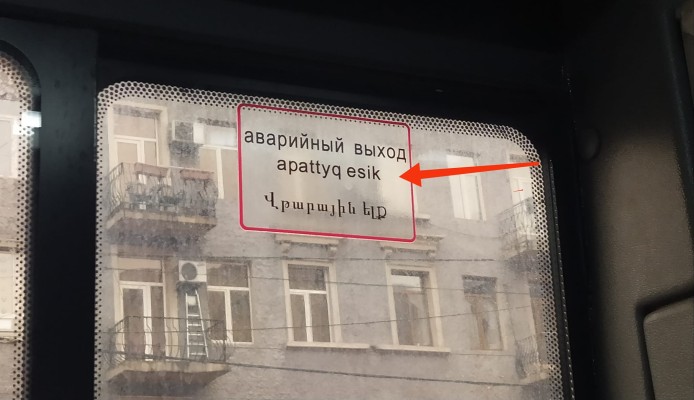 аварийный выход
apattyq esik
Վթարային ելք